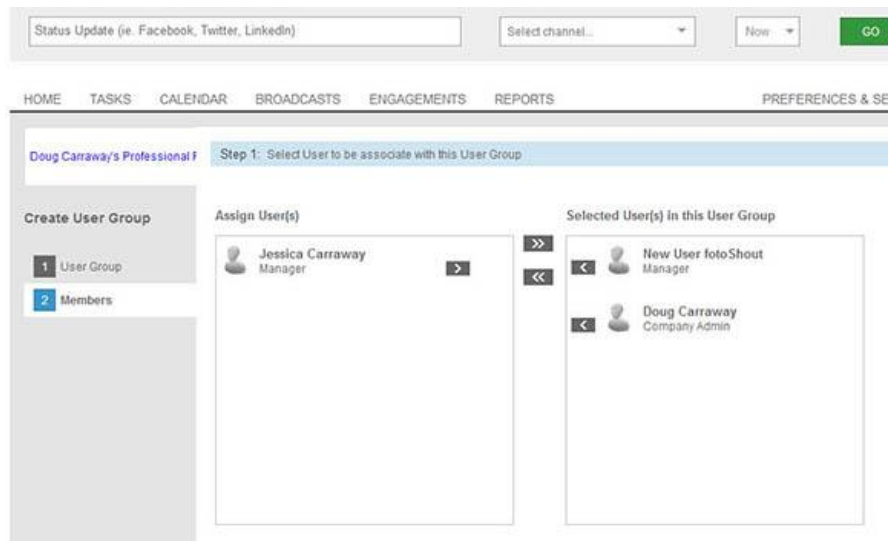 Status Update (ie. Facebook, Twitter, LinkedIn)
Select channel...
Now
GO
HOME TASKS CALENDAR BROADCASTS ENGAGEMENTS REPORTS PREFERENCES & SE
Doug Carraway's Professional F
Step 1: Select User to be associate with this User Group
Create User Group
1 User Group
2 Members
Assign User(s)
Jessica Carraway
Manager
Selected User(s) in this User Group
New User fotoShout
Manager
Doug Carraway
Company Admin